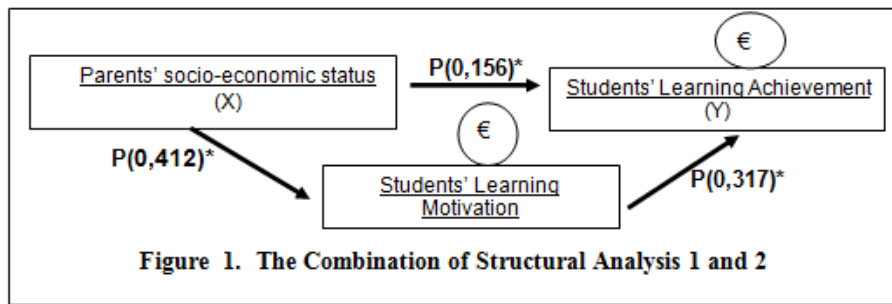 €
Parents’ socio-economic status
(X)
P(0,156)*
Students’ Learning Achievement
(Y)
€
P(0,412)*
Students’ Learning
Motivation
P(0,317)*
Figure 1. The Combination of Structural Analysis 1 and 2